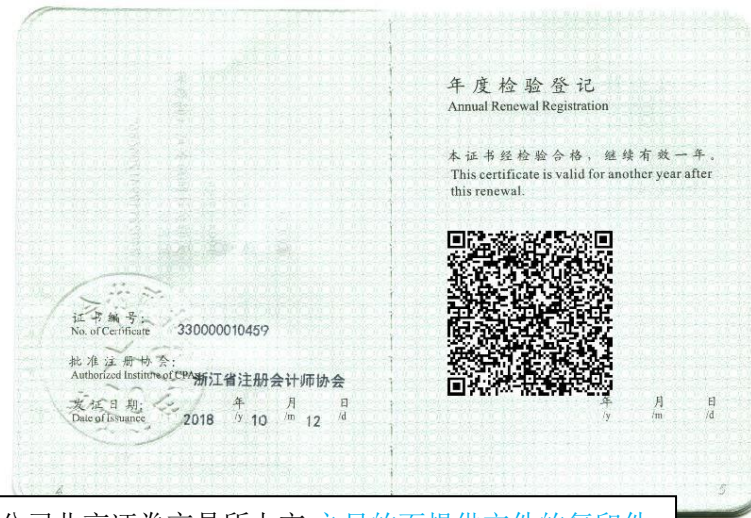 年度检验登记
Annual Renewal Registration
本证书经检验合格，继续有效一年。
This certificate is valid for another year after
this renewal.
年 月 日
/y /m /d
证书编号：
No. of Certificate 330000010459
批准注册协会：
Authorized Institute of CPAs 浙江省注册会计师协会
发证日期：
Date of Issuance 2018 年 /y 10 月 /m 12 日 /d
5